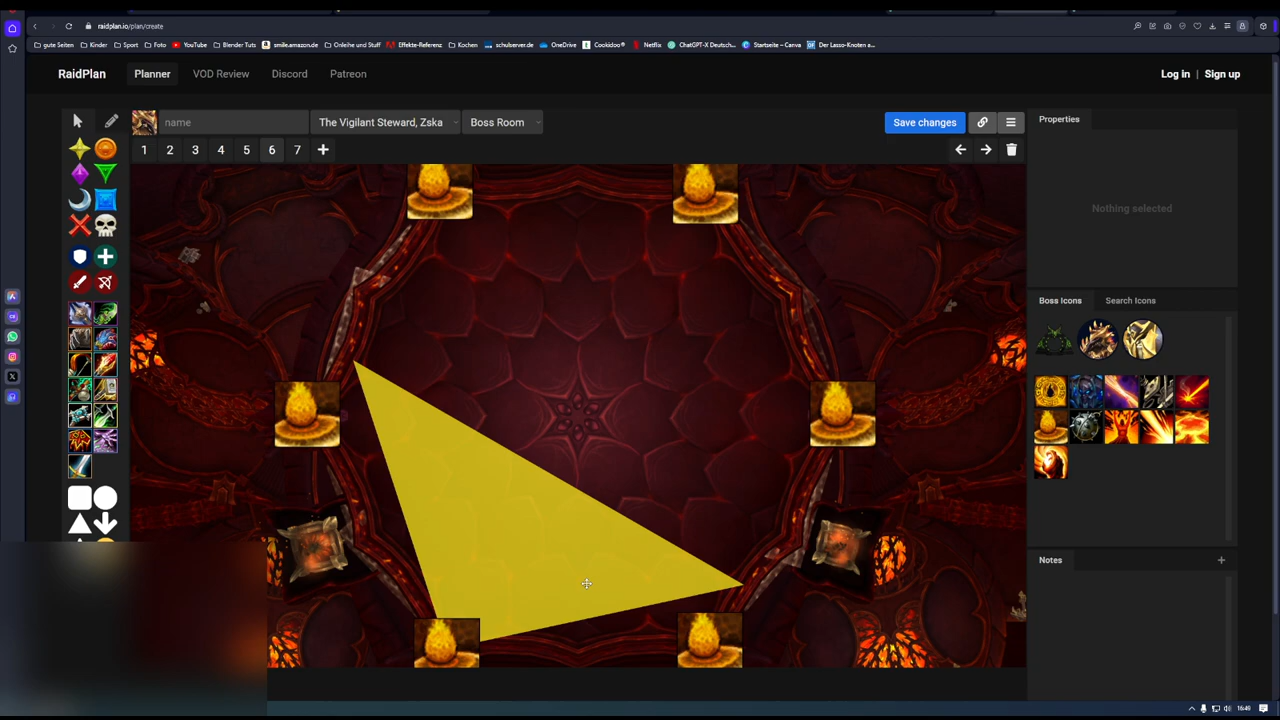 raidplan.io/plan/create
gute Seiten Kinder Sport Foto YouTube Blender Tuts smile.amazon.de Onleihe und Stuff Effekte-Referenz Kochen schulserver.de OneDrive Cookidoo® Netflix ChatGPT-X Deutsch... Startseite – Canva Der Lasso-Knoten a...
RaidPlan Planner VOD Review Discord Patreon Log in | Sign up
name The Vigilant Steward, Zska Boss Room Save changes Properties
1 2 3 4 5 6 7
Nothing selected
Boss Icons Search Icons
Notes
16:49